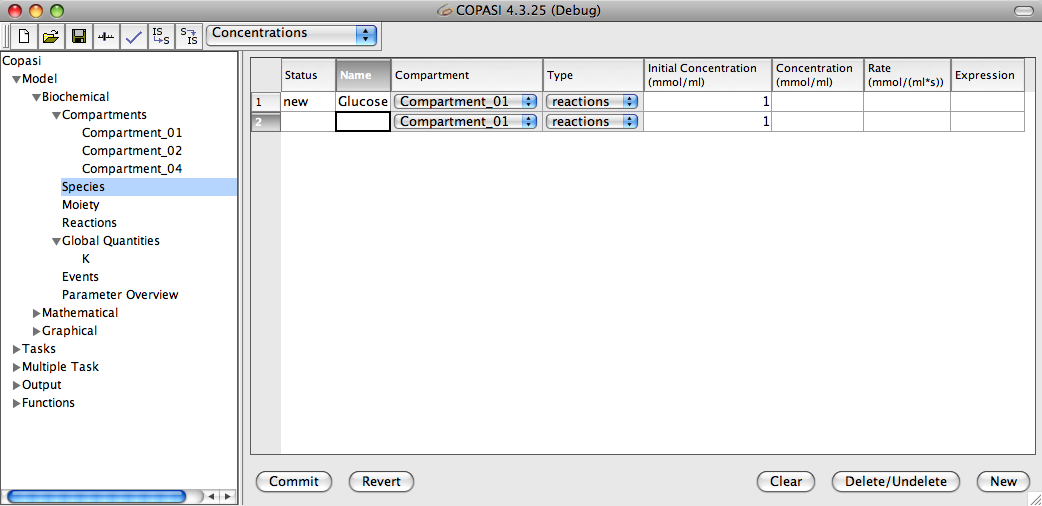 COPASI 4.3.25 (Debug)
IS S
S IS
Concentrations
Copasi
Model
Biochemical
Compartments
Compartment_01
Compartment_02
Compartment_04
Species
Moiety
Reactions
Global Quantities
K
Events
Parameter Overview
Mathematical
Graphical
Tasks
Multiple Task
Output
Functions
Status Name Compartment Type Initial Concentration (mmol/ml) Concentration (mmol/ml) Rate (mmol/(ml*s)) Expression
1 new Glucose Compartment_01 reactions 1
2 Compartment_01 reactions 1
Commit Revert Clear Delete/Undelete New